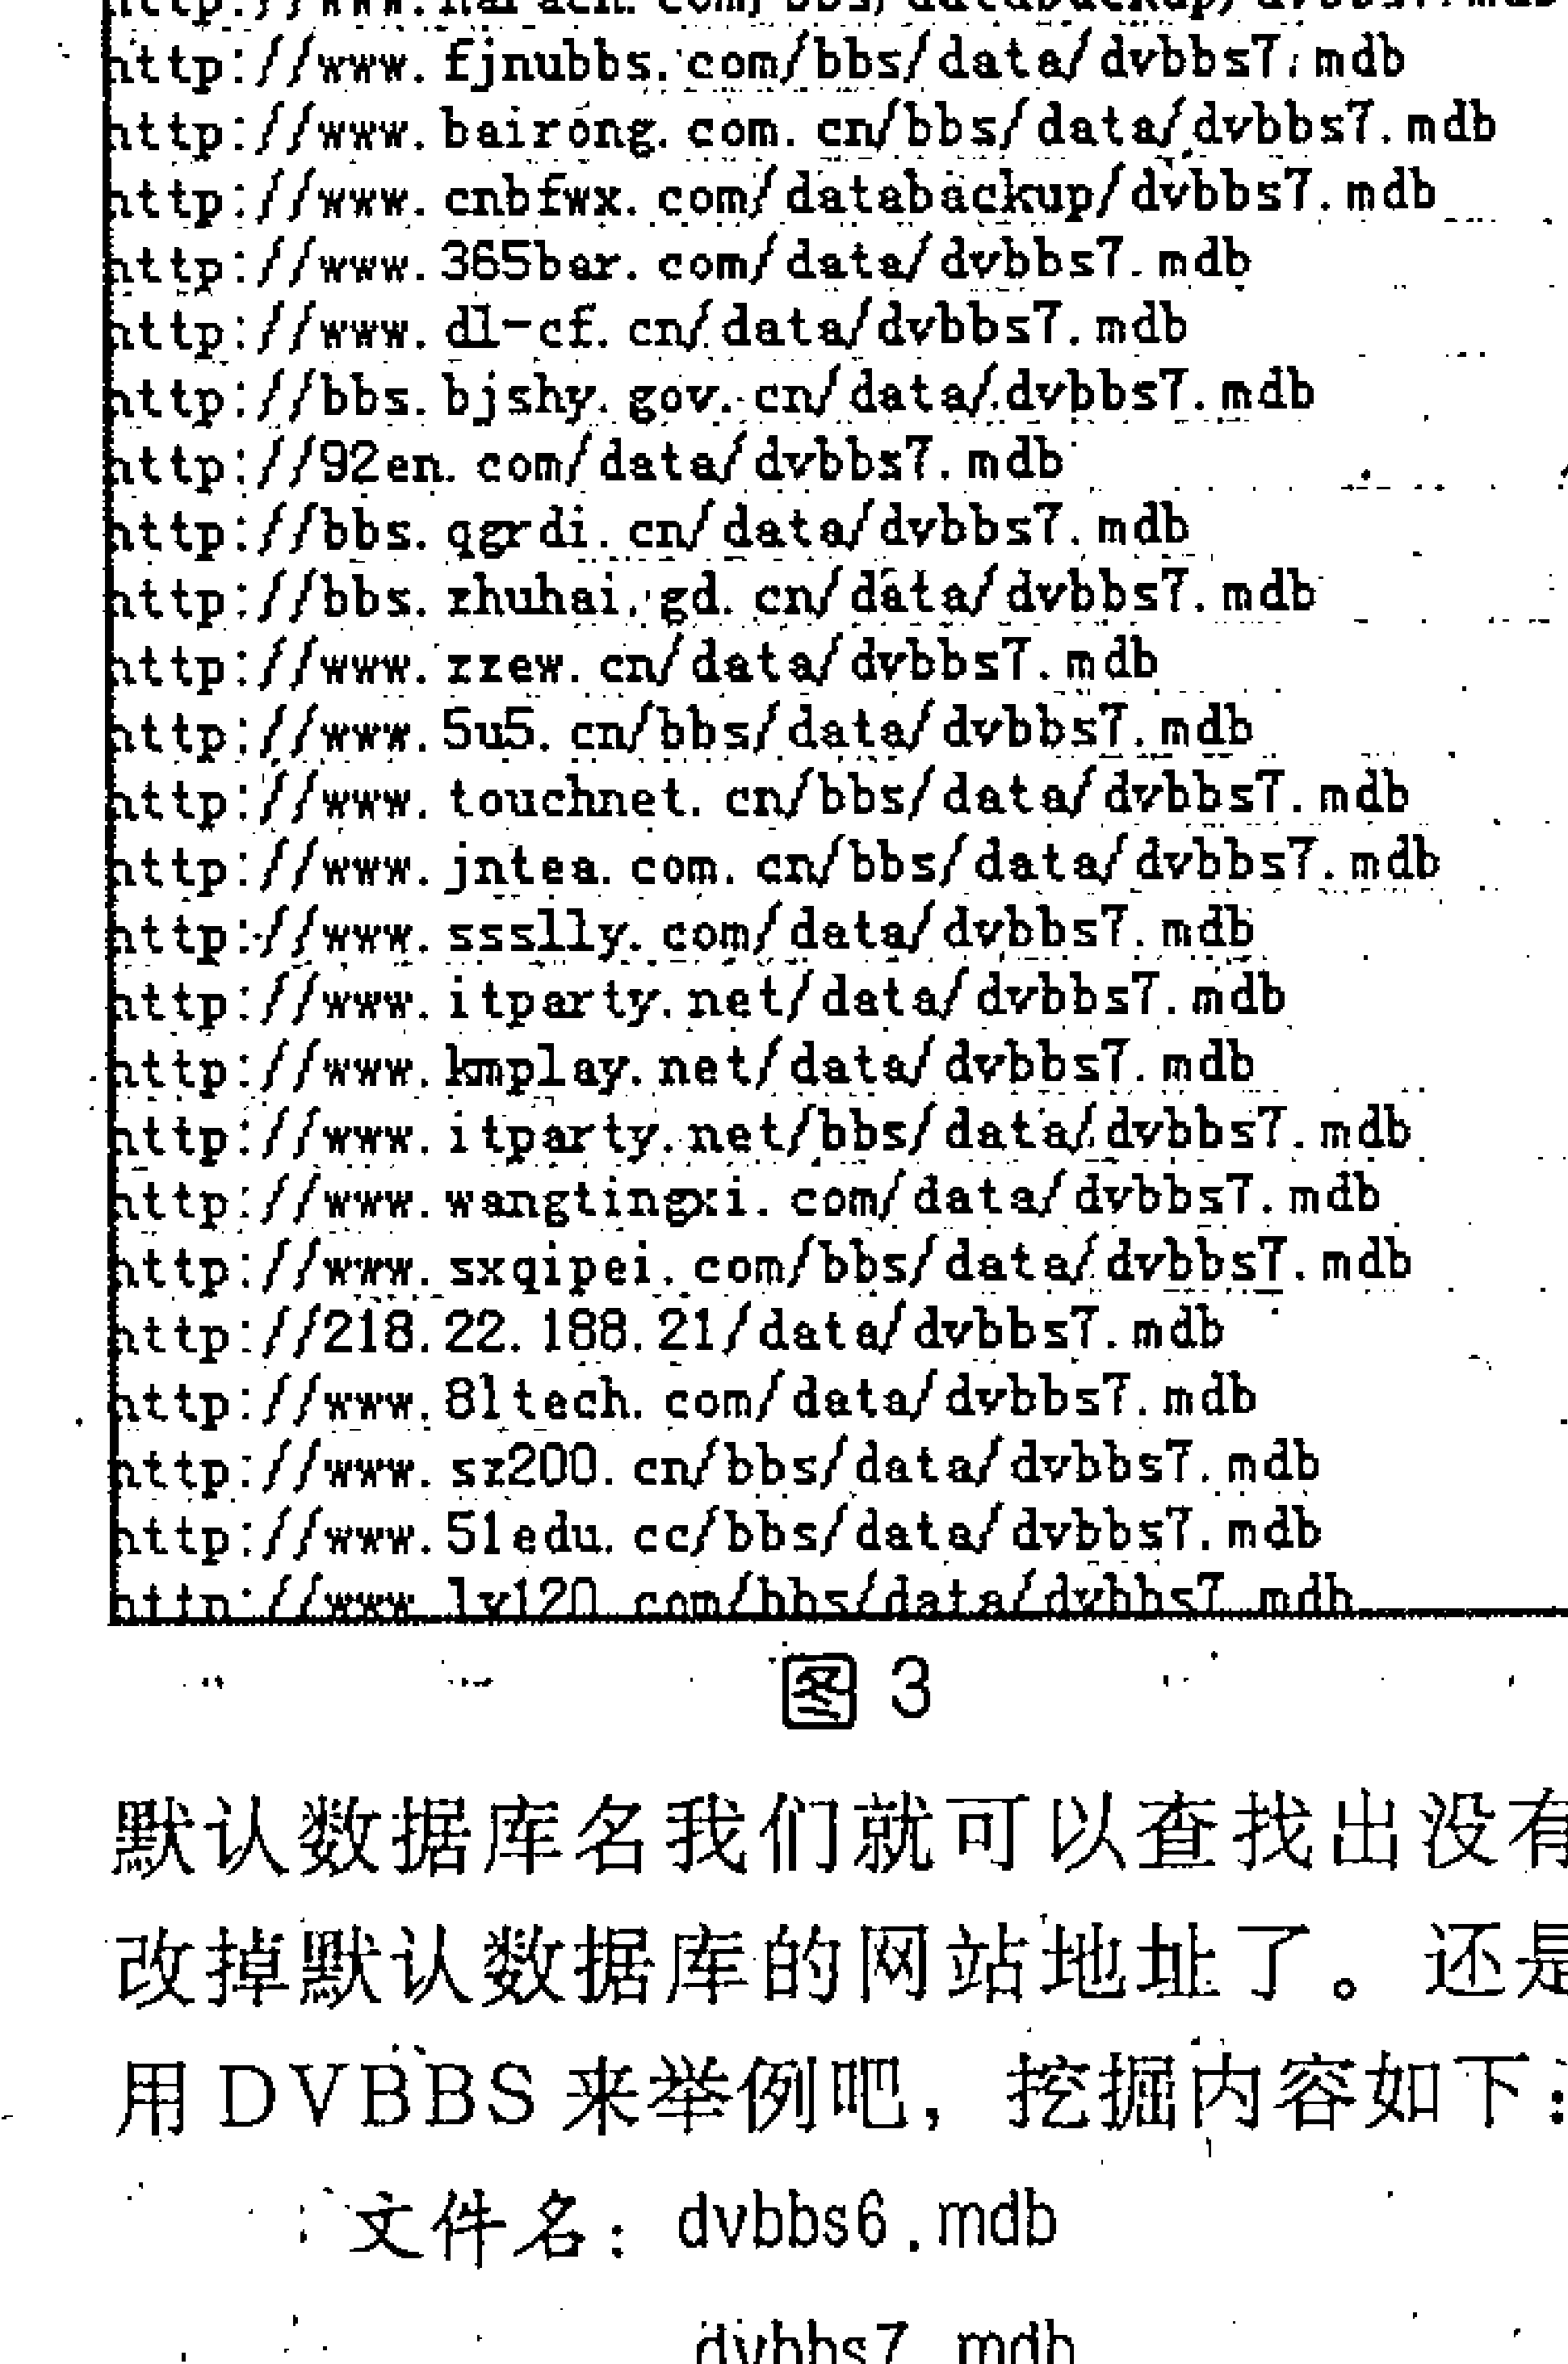 http://www.fjnubbs.com/bbs/data/dvbbs7.mdb
http://www.bairong.com.cn/bbs/data/dvbbs7.mdb
http://www.cnbfwx.com/databackup/dvbbs7.mdb
http://www.365bar.com/data/dvbbs7.mdb
http://www.dl-cf.cn/data/dvbbs7.mdb
http://bbs.bjshy.gov.cn/data/dvbbs7.mdb
http://92en.com/data/dvbbs7.mdb
http://bbs.qgrdi.cn/data/dvbbs7.mdb
http://bbs.zhuhai.gd.cn/data/dvbbs7.mdb
http://www.zzew.cn/data/dvbbs7.mdb
http://www.5u5.cn/bbs/data/dvbbs7.mdb
http://www.touchnet.cn/bbs/data/dvbbs7.mdb
http://www.jntea.com.cn/bbs/data/dvbbs7.mdb
http://www.ssslly.com/data/dvbbs7.mdb
http://www.itparty.net/data/dvbbs7.mdb
http://www.kmplay.net/data/dvbbs7.mdb
http://www.itparty.net/bbs/data/dvbbs7.mdb
http://www.wangtingxi.com/data/dvbbs7.mdb
http://www.sxqipei.com/bbs/data/dvbbs7.mdb
http://218.22.188.21/data/dvbbs7.mdb
http://www.81tech.com/data/dvbbs7.mdb
http://www.sz200.cn/bbs/data/dvbbs7.mdb
http://www.51edu.cc/bbs/data/dvbbs7.mdb
http://www.ly120.com/bbs/data/dvbbs7.mdb
图 3
默认数据库名我们就可以查找出没有
改掉默认数据库的网站地址了。还是
用 DVBBS 来举例吧，挖掘内容如下：
文件名：dvbbs6.mdb
dvbbs7.mdb